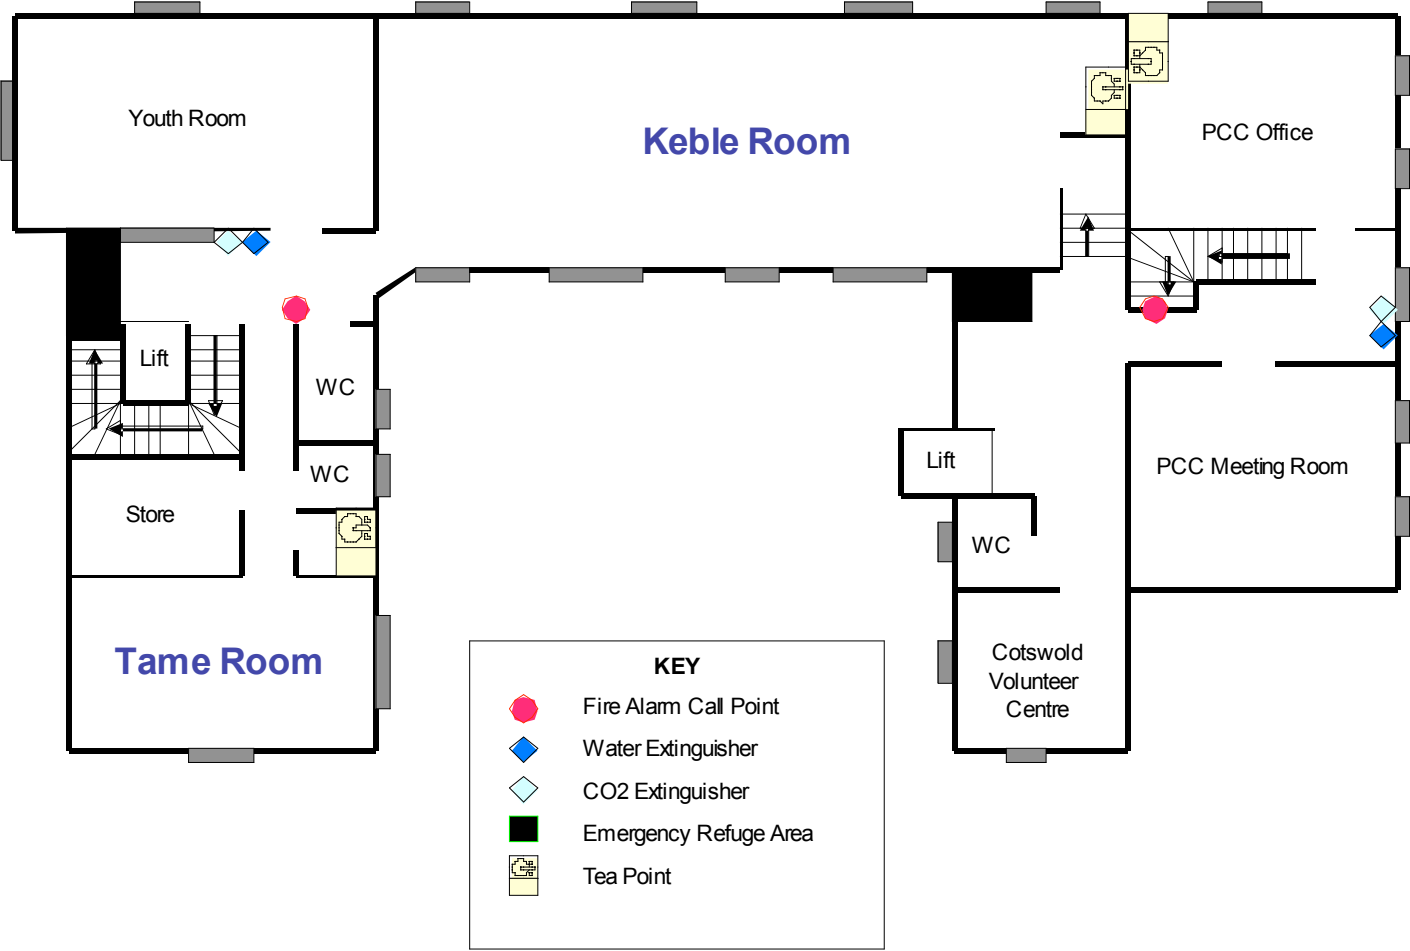 Youth Room
Keble Room
PCC Office
Lift
WC
WC
Store
Lift
PCC Meeting Room
WC
Tame Room
Cotswold
Volunteer
Centre
KEY
Fire Alarm Call Point
Water Extinguisher
CO2 Extinguisher
Emergency Refuge Area
Tea Point